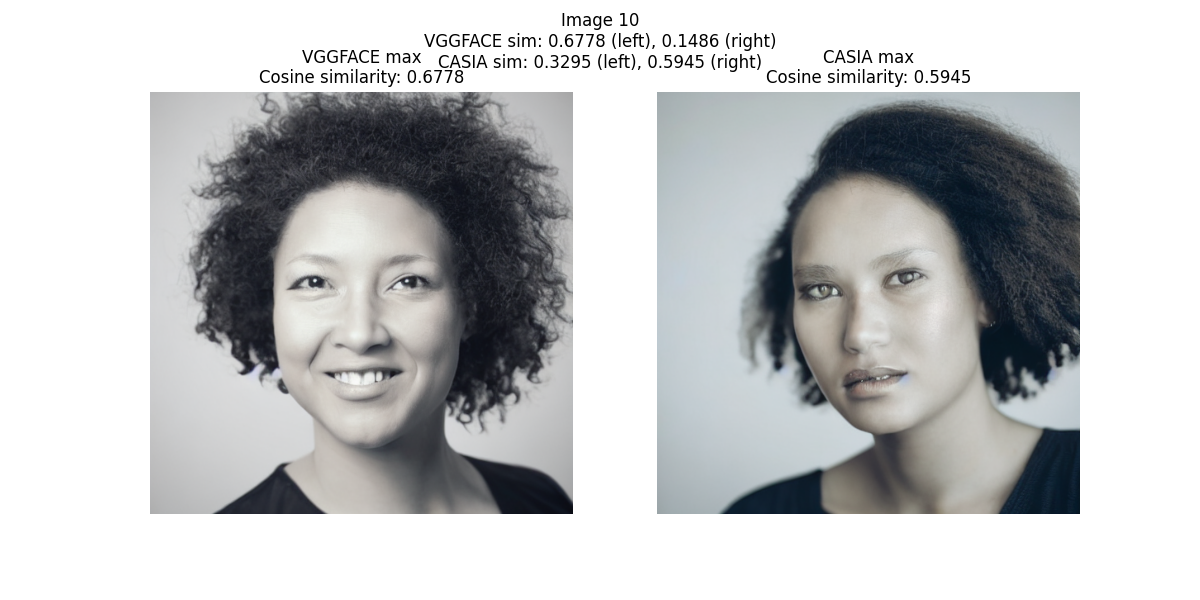 Image 10
VGGFACE sim: 0.6778 (left), 0.1486 (right)
CASIA sim: 0.3295 (left), 0.5945 (right)
VGGFACE max
Cosine similarity: 0.6778
CASIA max
Cosine similarity: 0.5945